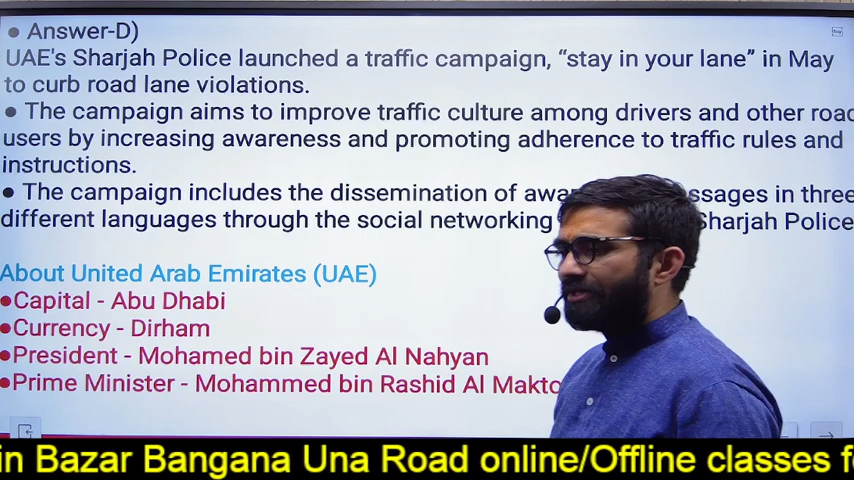 ● Answer-D)
UAE's Sharjah Police launched a traffic campaign, “stay in your lane” in May
to curb road lane violations.
● The campaign aims to improve traffic culture among drivers and other road
users by increasing awareness and promoting adherence to traffic rules and
instructions.
● The campaign includes the dissemination of awa ssages in three
different languages through the social networking Sharjah Police
About United Arab Emirates (UAE)
●Capital - Abu Dhabi
●Currency - Dirham
●President - Mohamed bin Zayed Al Nahyan
●Prime Minister - Mohammed bin Rashid Al Makto
in Bazar Bangana Una Road online/Offline classes f